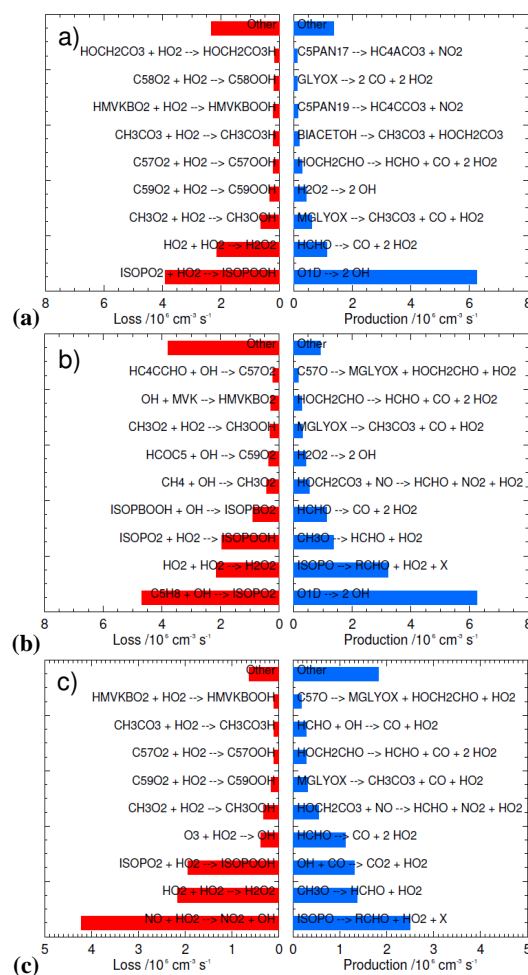 a)
Other
Other
HOCH2CO3 + HO2 --> HOCH2CO3H
C5PAN17 --> HC4ACO3 + NO2
C58O2 + HO2 --> C58OOH
GLYOX --> 2 CO + 2 HO2
HMVKBO2 + HO2 --> HMVKBOOH
C5PAN19 --> HC4CCO3 + NO2
CH3CO3 + HO2 --> CH3CO3H
BIACETOH --> CH3CO3 + HOCH2CO3
C57O2 + HO2 --> C57OOH
HOCH2CHO --> HCHO + CO + 2 HO2
C59O2 + HO2 --> C59OOH
H2O2 --> 2 OH
CH3O2 + HO2 --> CH3OOH
MGLYOX --> CH3CO3 + CO + HO2
HO2 + HO2 --> H2O2
HCHO --> CO + 2 HO2
ISOPO2 + HO2 --> ISOPOOH
O1D --> 2 OH
8 6 4 2 0 0 2 4 6 8
(a) Loss /10⁶ cm⁻³ s⁻¹ Production /10⁶ cm⁻³ s⁻¹
b)
Other
Other
HC4CCHO + OH --> C57O2
C57O --> MGLYOX + HOCH2CHO + HO2
OH + MVK --> HMVKBO2
HOCH2CHO --> HCHO + CO + 2 HO2
CH3O2 + HO2 --> CH3OOH
MGLYOX --> CH3CO3 + CO + HO2
HCOC5 + OH --> C59O2
H2O2 --> 2 OH
CH4 + OH --> CH3O2
HOCH2CO3 + NO --> HCHO + NO2 + HO2
ISOPBOOH + OH --> ISOPBO2
HCHO --> CO + 2 HO2
ISOPO2 + HO2 --> ISOPOOH
CH3O --> HCHO + HO2
HO2 + HO2 --> H2O2
ISOPO --> RCHO + HO2 + X
C5H8 + OH --> ISOPO2
O1D --> 2 OH
8 6 4 2 0 0 2 4 6 8
(b) Loss /10⁶ cm⁻³ s⁻¹ Production /10⁶ cm⁻³ s⁻¹
c)
Other
Other
HMVKBO2 + HO2 --> HMVKBOOH
C57O --> MGLYOX + HOCH2CHO + HO2
CH3CO3 + HO2 --> CH3CO3H
HCHO + OH --> CO + HO2
C57O2 + HO2 --> C57OOH
HOCH2CHO --> HCHO + CO + 2 HO2
C59O2 + HO2 --> C59OOH
MGLYOX --> CH3CO3 + CO + HO2
CH3O2 + HO2 --> CH3OOH
HOCH2CO3 + NO --> HCHO + NO2 + HO2
O3 + HO2 --> OH
HCHO --> CO + 2 HO2
ISOPO2 + HO2 --> ISOPOOH
OH + CO --> CO2 + HO2
HO2 + HO2 --> H2O2
CH3O --> HCHO + HO2
NO + HO2 --> NO2 + OH
ISOPO --> RCHO + HO2 + X
5 4 3 2 1 0 0 1 2 3 4 5
(c) Loss /10⁶ cm⁻³ s⁻¹ Production /10⁶ cm⁻³ s⁻¹